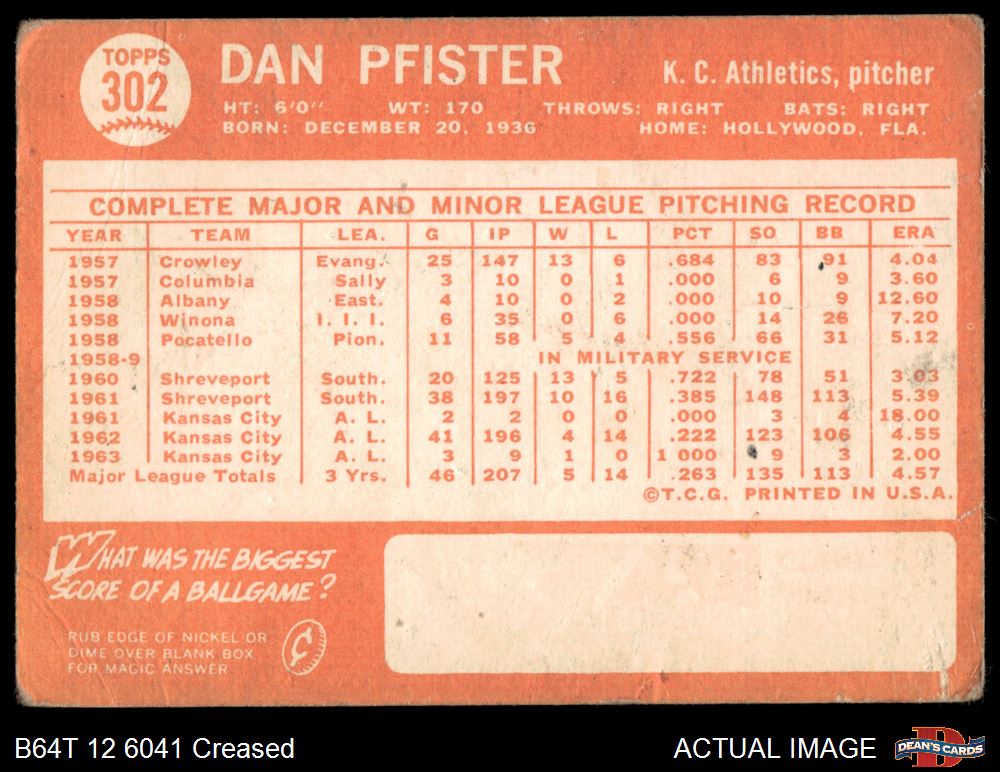 TOPPS
302
DAN PFISTER
K. C. Athletics, pitcher
HT: 6'0'' WT: 170 THROWS: RIGHT BATS: RIGHT
BORN: DECEMBER 20, 1936 HOME: HOLLYWOOD, FLA.
COMPLETE MAJOR AND MINOR LEAGUE PITCHING RECORD
YEAR TEAM LEA. G IP W L PCT SO BB ERA
1957 Crowley Evang. 25 147 13 6 .684 83 91 4.04
1957 Columbia Sally 3 10 0 1 .000 6 9 3.60
1958 Albany East. 4 10 0 2 .000 10 9 12.60
1958 Winona I. I. I. 6 35 0 6 .000 14 26 7.20
1958 Pocatello Pion. 11 58 5 4 .556 66 31 5.12
1958-9 IN MILITARY SERVICE
1960 Shreveport South. 20 125 13 5 .722 78 51 3.03
1961 Shreveport South. 38 197 10 16 .385 148 113 5.39
1961 Kansas City A. L. 2 2 0 0 .000 3 4 18.00
1962 Kansas City A. L. 41 196 4 14 .222 123 106 4.55
1963 Kansas City A. L. 3 9 1 0 1 000 9 3 2.00
Major League Totals 3 Yrs. 46 207 5 14 .263 135 113 4.57
©T.C.G. PRINTED IN U.S.A.
WHAT WAS THE BIGGEST
SCORE OF A BALLGAME?
RUB EDGE OF NICKEL OR
DIME OVER BLANK BOX
FOR MAGIC ANSWER
¢
B64T 12 6041 Creased
ACTUAL IMAGE
DEAN'S CARDS